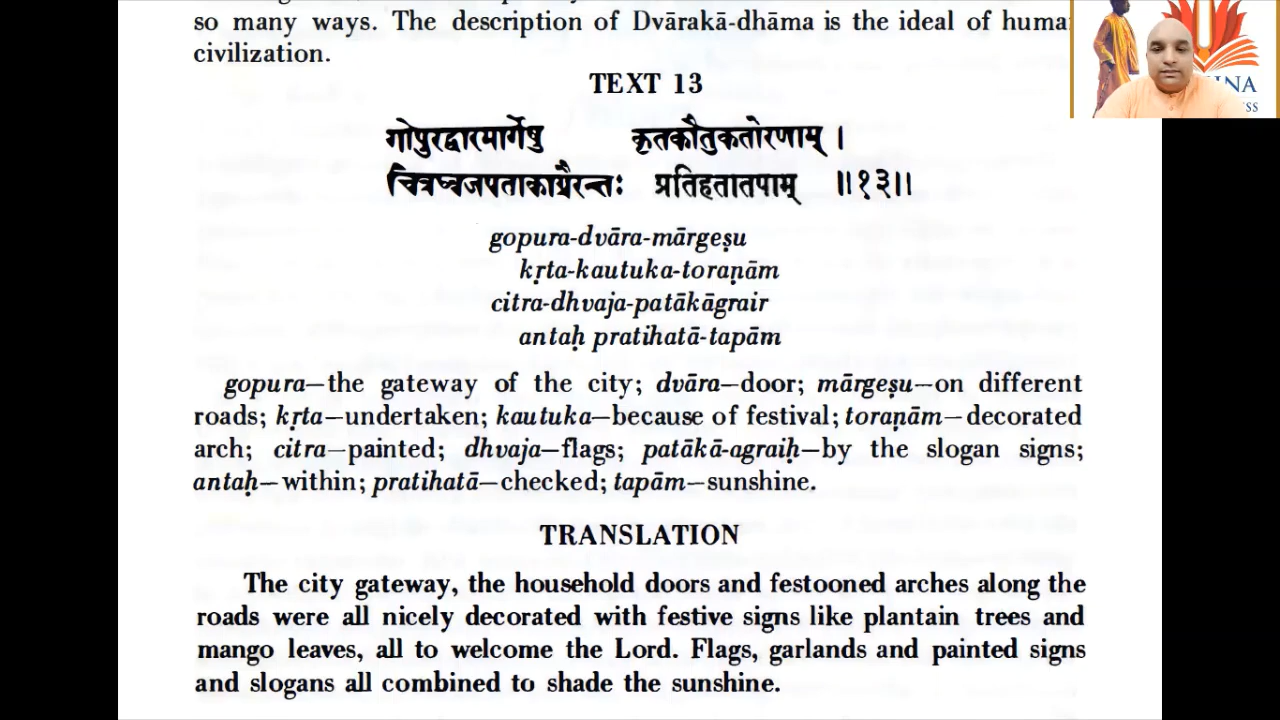 so many ways. The description of Dvārakā-dhāma is the ideal of human
civilization.
TEXT 13
गोपुरद्वारमार्गेषु कृतकौतुकतोरणाम् ।
चित्रध्वजपताकाग्रैरन्तः प्रतिहतातपाम् ॥१३॥
gopura-dvāra-mārgeṣu
kṛta-kautuka-toraṇām
citra-dhvaja-patākāgrair
antaḥ pratihatā-tapām
gopura—the gateway of the city; dvāra—door; mārgeṣu—on different
roads; kṛta—undertaken; kautuka—because of festival; toraṇām—decorated
arch; citra—painted; dhvaja—flags; patākā-agraiḥ—by the slogan signs;
antaḥ—within; pratihatā—checked; tapām—sunshine.
TRANSLATION
The city gateway, the household doors and festooned arches along the
roads were all nicely decorated with festive signs like plantain trees and
mango leaves, all to welcome the Lord. Flags, garlands and painted signs
and slogans all combined to shade the sunshine.